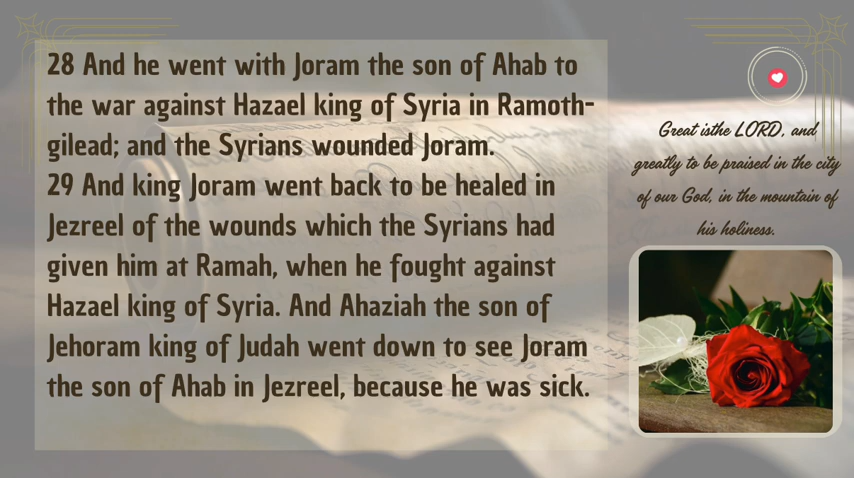 28 And he went with Joram the son of Ahab to
the war against Hazael king of Syria in Ramoth-
gilead; and the Syrians wounded Joram.
29 And king Joram went back to be healed in
Jezreel of the wounds which the Syrians had
given him at Ramah, when he fought against
Hazael king of Syria. And Ahaziah the son of
Jehoram king of Judah went down to see Joram
the son of Ahab in Jezreel, because he was sick.
Great isthe LORD, and
greatly to be praised in the city
of our God, in the mountain of
his holiness.